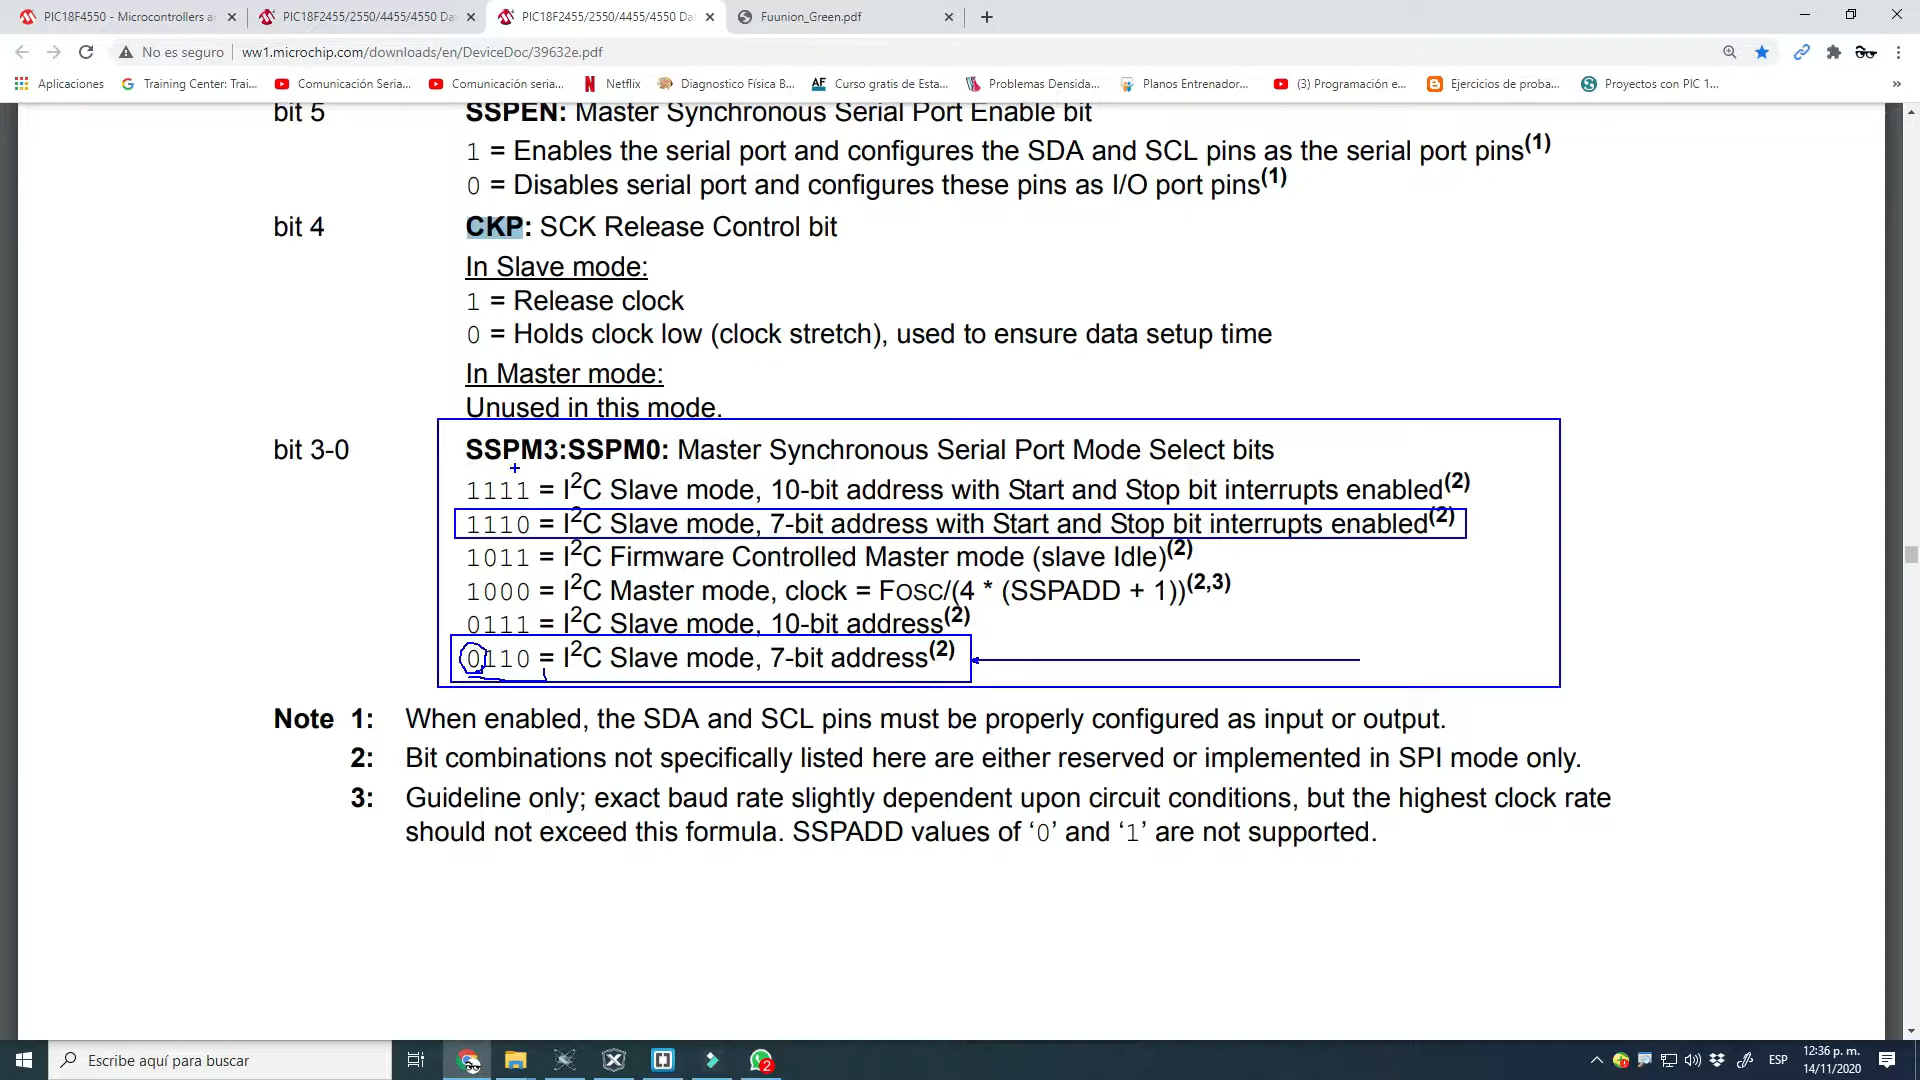 PIC18F4550 - Microcontrollers a
PIC18F2455/2550/4455/4550 Da
PIC18F2455/2550/4455/4550 Da
Fuunion_Green.pdf
No es seguro
ww1.microchip.com/downloads/en/DeviceDoc/39632e.pdf
Aplicaciones
Training Center: Trai...
Comunicación Seria...
Comunicación seria...
Netflix
Diagnostico Física B...
Curso gratis de Esta...
Problemas Densida...
Planos Entrenador...
(3) Programación e...
Ejercicios de proba...
Proyectos con PIC 1...
bit 5 SSPEN: Master Synchronous Serial Port Enable bit
1 = Enables the serial port and configures the SDA and SCL pins as the serial port pins(1)
0 = Disables serial port and configures these pins as I/O port pins(1)
bit 4 CKP: SCK Release Control bit
In Slave mode:
1 = Release clock
0 = Holds clock low (clock stretch), used to ensure data setup time
In Master mode:
Unused in this mode.
bit 3-0 SSPM3:SSPM0: Master Synchronous Serial Port Mode Select bits
1111 = I2C Slave mode, 10-bit address with Start and Stop bit interrupts enabled(2)
1110 = I2C Slave mode, 7-bit address with Start and Stop bit interrupts enabled(2)
1011 = I2C Firmware Controlled Master mode (slave Idle)(2)
1000 = I2C Master mode, clock = FOSC/(4 * (SSPADD + 1))(2,3)
0111 = I2C Slave mode, 10-bit address(2)
0110 = I2C Slave mode, 7-bit address(2)
Note 1: When enabled, the SDA and SCL pins must be properly configured as input or output.
2: Bit combinations not specifically listed here are either reserved or implemented in SPI mode only.
3: Guideline only; exact baud rate slightly dependent upon circuit conditions, but the highest clock rate
should not exceed this formula. SSPADD values of ‘0’ and ‘1’ are not supported.
Escribe aquí para buscar
2
ESP
12:36 p. m.
14/11/2020